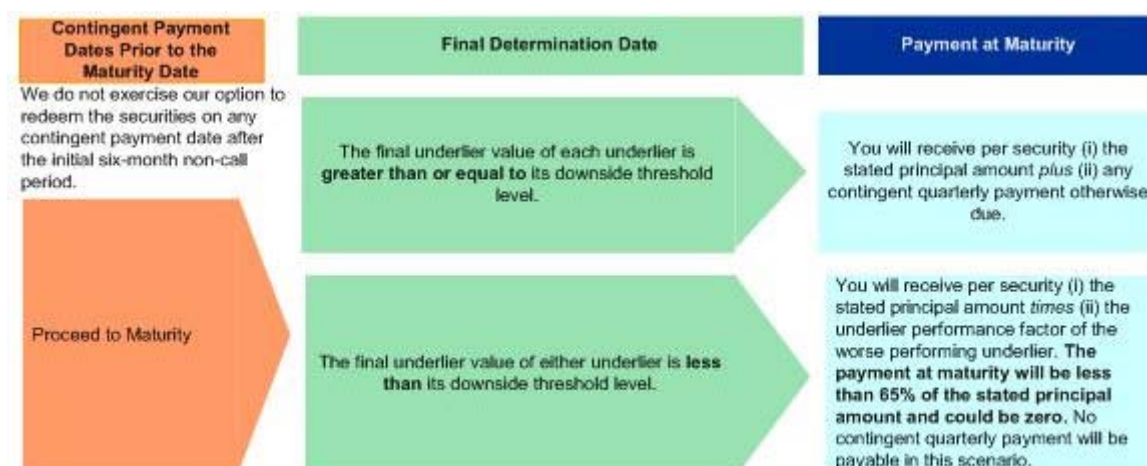 Contingent Payment
Dates Prior to the
Maturity Date
Final Determination Date
Payment at Maturity
We do not exercise our option to
redeem the securities on any
contingent payment date after
the initial six-month non-call
period.
The final underlier value of each underlier is
greater than or equal to its downside threshold
level.
You will receive per security (i) the
stated principal amount plus (ii) any
contingent quarterly payment otherwise
due.
Proceed to Maturity
The final underlier value of either underlier is less
than its downside threshold level.
You will receive per security (i) the
stated principal amount times (ii) the
underlier performance factor of the
worse performing underlier. The
payment at maturity will be less
than 65% of the stated principal
amount and could be zero. No
contingent quarterly payment will be
payable in this scenario.